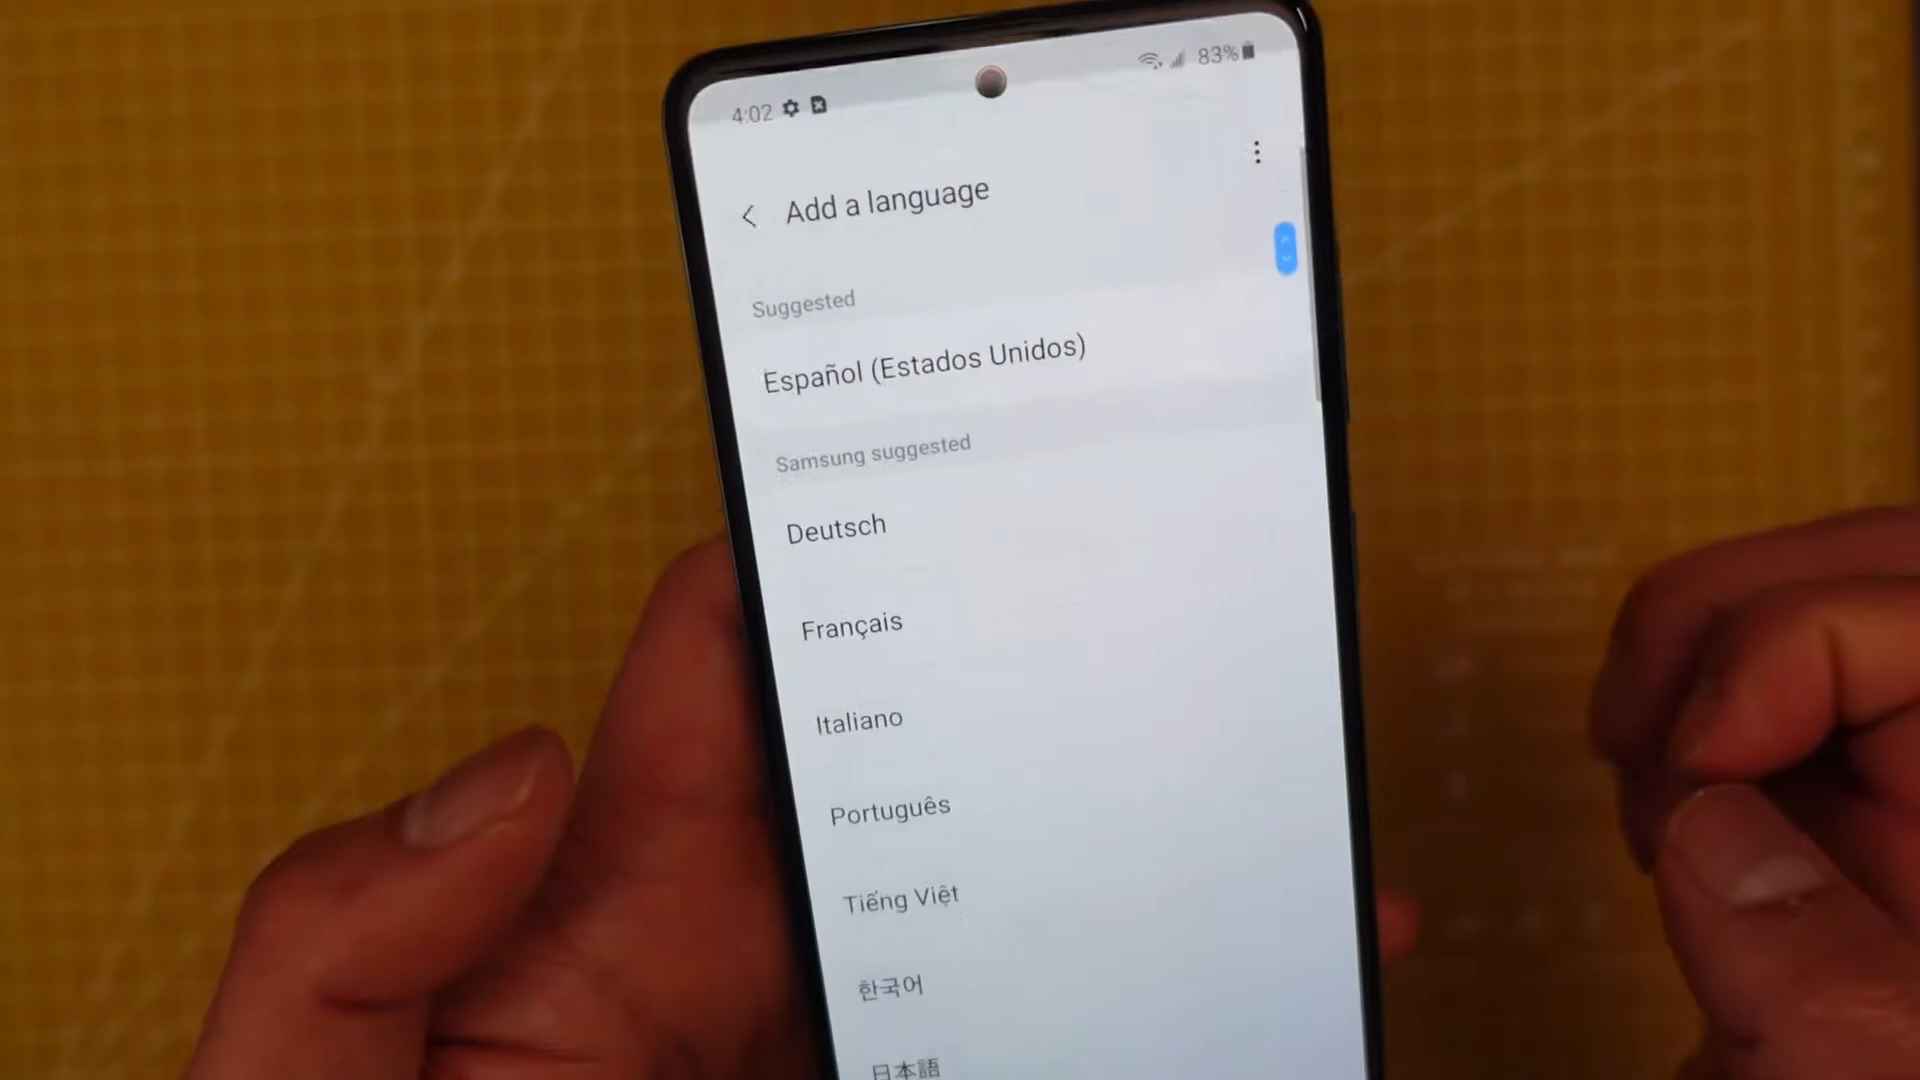 4:02
83%
Add a language
Suggested
Español (Estados Unidos)
Samsung suggested
Deutsch
Français
Italiano
Português
Tiếng Việt
한국어
日本語